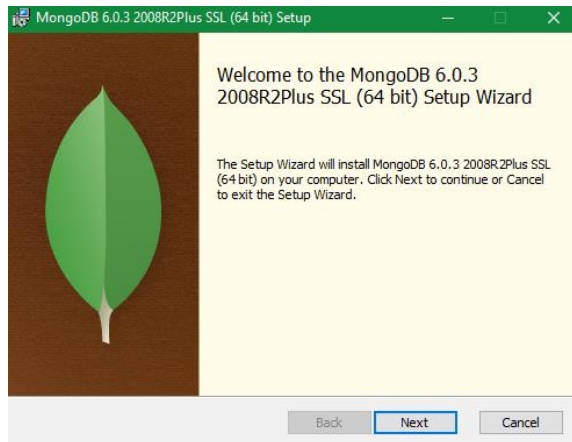 MongoDB 6.0.3 2008R2Plus SSL (64 bit) Setup
Welcome to the MongoDB 6.0.3
2008R2Plus SSL (64 bit) Setup Wizard
The Setup Wizard will install MongoDB 6.0.3 2008R2Plus SSL
(64 bit) on your computer. Click Next to continue or Cancel
to exit the Setup Wizard.
Back Next Cancel